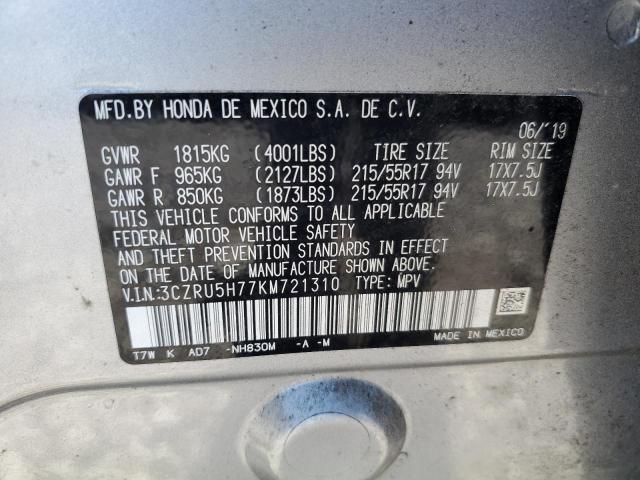 MFD.BY HONDA DE MEXICO S.A. DE C.V.
06/'19
GVWR 1815KG (4001LBS) TIRE SIZE RIM SIZE
GAWR F 965KG (2127LBS) 215/55R17 94V 17X7.5J
GAWR R 850KG (1873LBS) 215/55R17 94V 17X7.5J
THIS VEHICLE CONFORMS TO ALL APPLICABLE
FEDERAL MOTOR VEHICLE SAFETY
AND THEFT PREVENTION STANDARDS IN EFFECT
ON THE DATE OF MANUFACTURE SHOWN ABOVE.
V.I.N:3CZRU5H77KM721310 TYPE: MPV
T7W K AD7 -NH830M -A -M MADE IN MEXICO